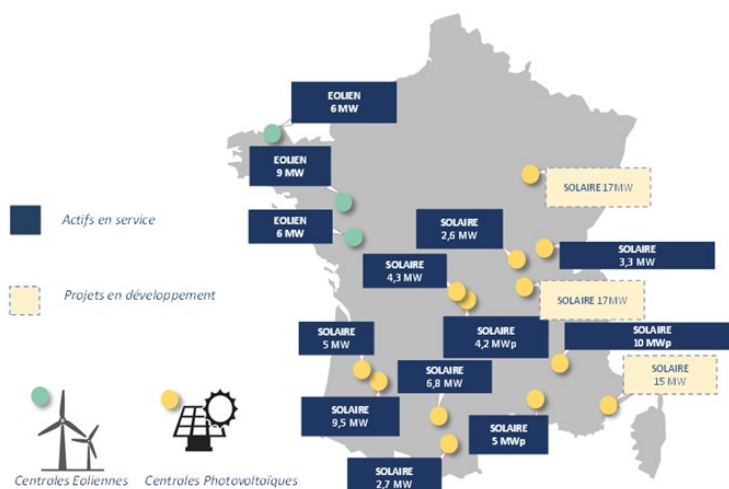 EOLIEN
6 MW
EOLIEN
9 MW
SOLAIRE 17MW
Actifs en service
EOLIEN
6 MW
SOLAIRE
2,6 MW
SOLAIRE
3,3 MW
SOLAIRE
4,3 MW
Projets en développement
SOLAIRE 17MW
SOLAIRE
5 MW
SOLAIRE
4,2 MWp
SOLAIRE
10 MWp
SOLAIRE
6,8 MW
SOLAIRE
15 MW
SOLAIRE
9,5 MW
SOLAIRE
5 MWp
SOLAIRE
2,7 MW
Centrales Eoliennes
Centrales Photovoltaïques